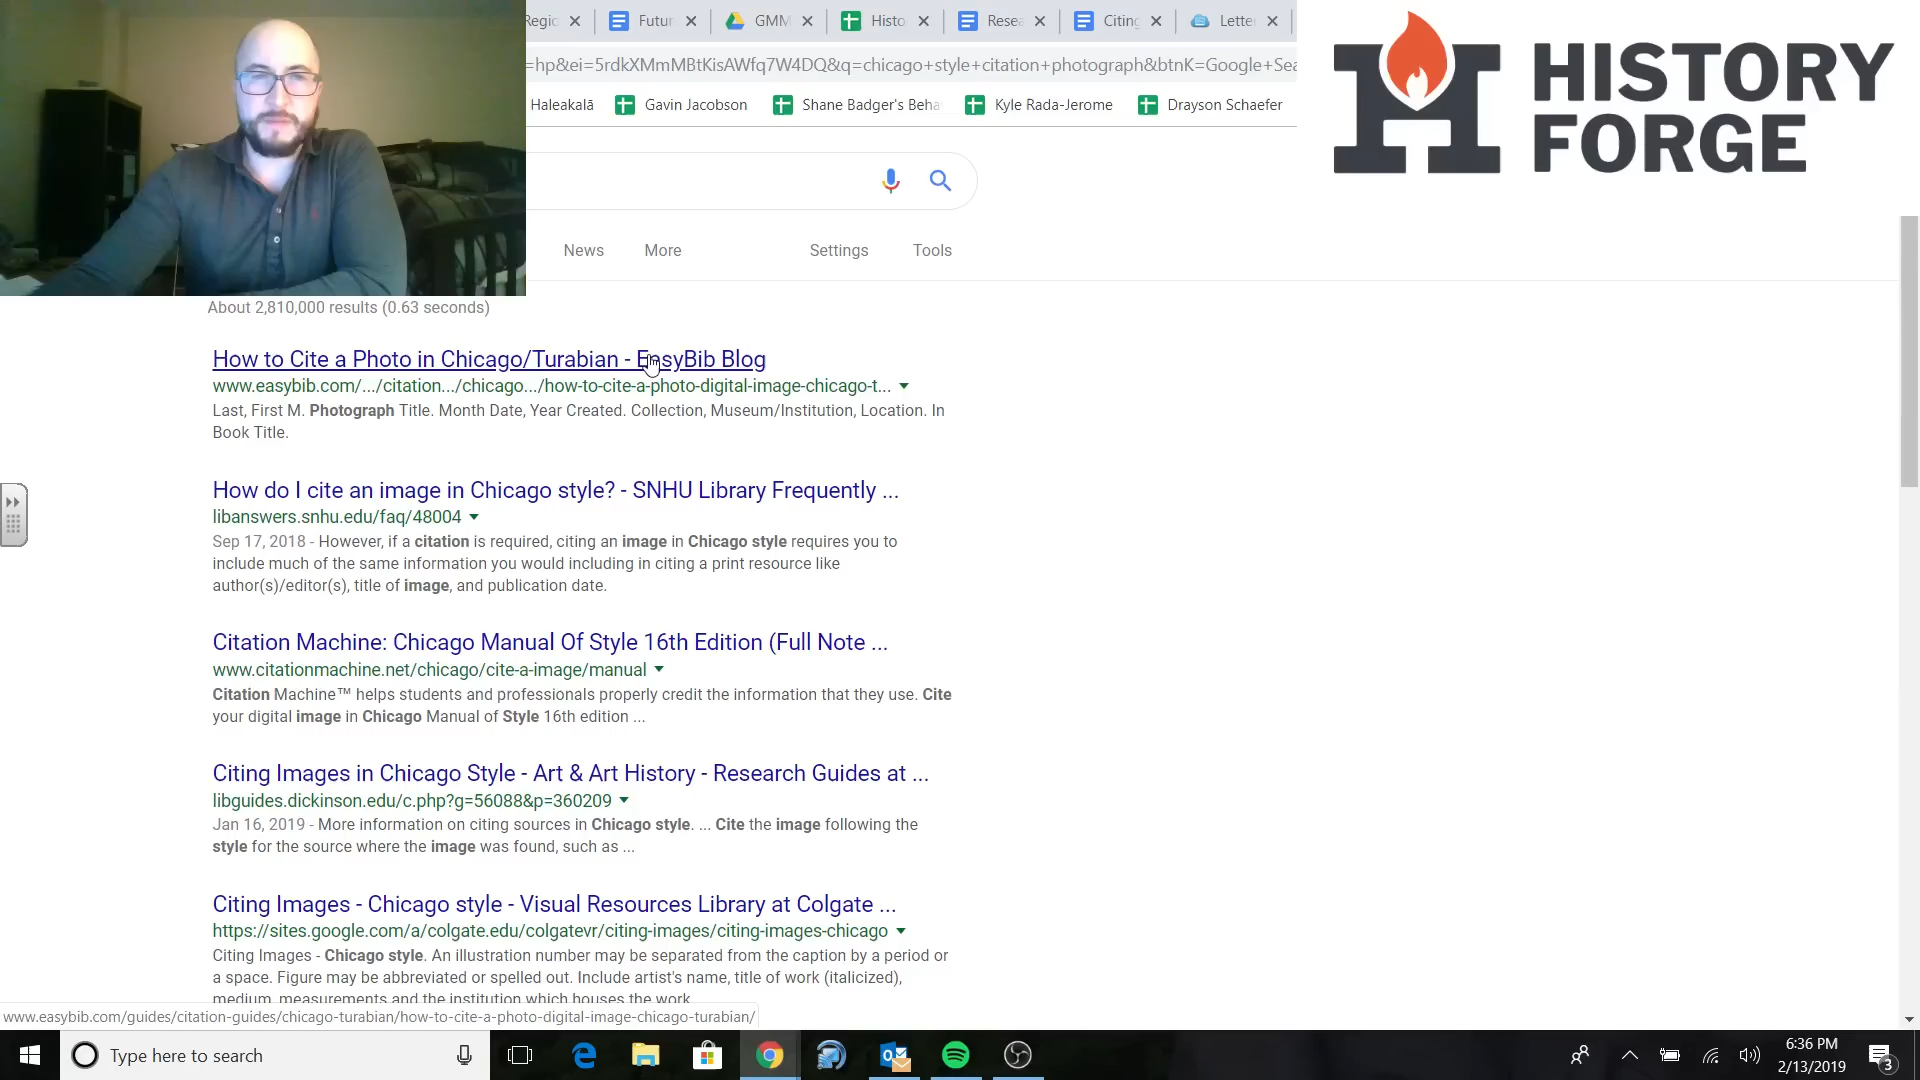 Regio
Futur
GMM
Histo
Resea
Citing
Letter
=hp&ei=5rdkXMmMBtKisAWfq7W4DQ&q=chicago+style+citation+photograph&btnK=Google+Sea
Haleakalā
Gavin Jacobson
Shane Badger's Beha
Kyle Rada-Jerome
Drayson Schaefer
HISTORY
FORGE
News
More
Settings
Tools
About 2,810,000 results (0.63 seconds)
How to Cite a Photo in Chicago/Turabian - EasyBib Blog
www.easybib.com/.../citation.../chicago.../how-to-cite-a-photo-digital-image-chicago-t...
Last, First M. Photograph Title. Month Date, Year Created. Collection, Museum/Institution, Location. In
Book Title.
How do I cite an image in Chicago style? - SNHU Library Frequently ...
libanswers.snhu.edu/faq/48004
Sep 17, 2018 - However, if a citation is required, citing an image in Chicago style requires you to
include much of the same information you would including in citing a print resource like
author(s)/editor(s), title of image, and publication date.
Citation Machine: Chicago Manual Of Style 16th Edition (Full Note ...
www.citationmachine.net/chicago/cite-a-image/manual
Citation Machine™ helps students and professionals properly credit the information that they use. Cite
your digital image in Chicago Manual of Style 16th edition ...
Citing Images in Chicago Style - Art & Art History - Research Guides at ...
libguides.dickinson.edu/c.php?g=56088&p=360209
Jan 16, 2019 - More information on citing sources in Chicago style. ... Cite the image following the
style for the source where the image was found, such as ...
Citing Images - Chicago style - Visual Resources Library at Colgate ...
https://sites.google.com/a/colgate.edu/colgatevr/citing-images/citing-images-chicago
Citing Images - Chicago style. An illustration number may be separated from the caption by a period or
a space. Figure may be abbreviated or spelled out. Include artist's name, title of work (italicized),
medium, measurements and the institution which houses the work.
www.easybib.com/guides/citation-guides/chicago-turabian/how-to-cite-a-photo-digital-image-chicago-turabian/
Type here to search
6:36 PM
2/13/2019
3